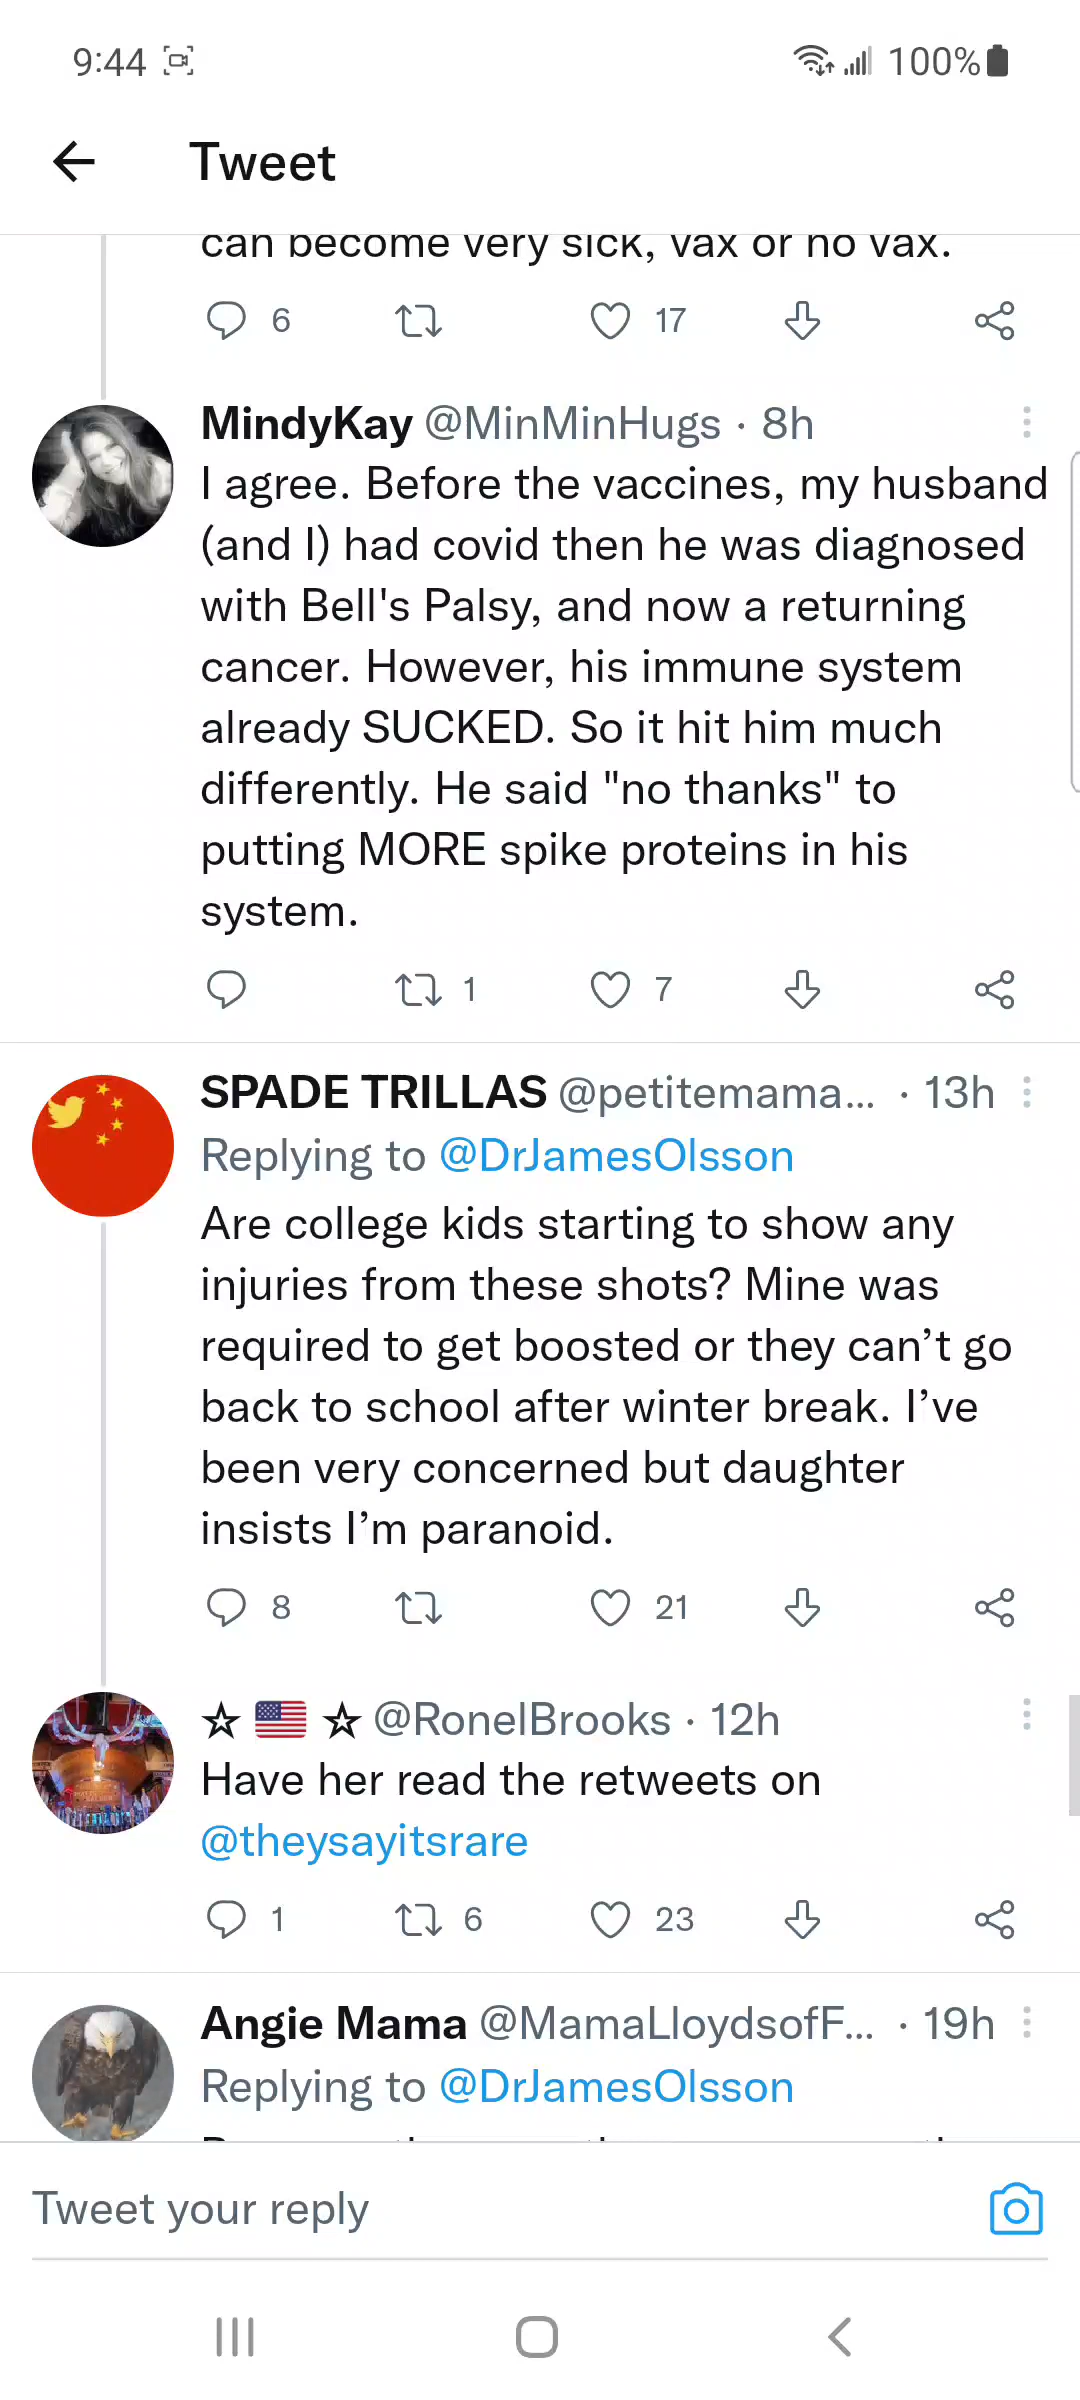 9:44
100%
Tweet
can become very sick, vax or no vax.
6
17
MindyKay @MinMinHugs · 8h
I agree. Before the vaccines, my husband
(and I) had covid then he was diagnosed
with Bell's Palsy, and now a returning
cancer. However, his immune system
already SUCKED. So it hit him much
differently. He said "no thanks" to
putting MORE spike proteins in his
system.
1
7
SPADE TRILLAS @petitemama... · 13h
Replying to @DrJamesOlsson
Are college kids starting to show any
injuries from these shots? Mine was
required to get boosted or they can’t go
back to school after winter break. I’ve
been very concerned but daughter
insists I’m paranoid.
8
21
@RonelBrooks · 12h
Have her read the retweets on
@theysayitsrare
1
6
23
Angie Mama @MamaLloydsofF... · 19h
Replying to @DrJamesOlsson
Tweet your reply